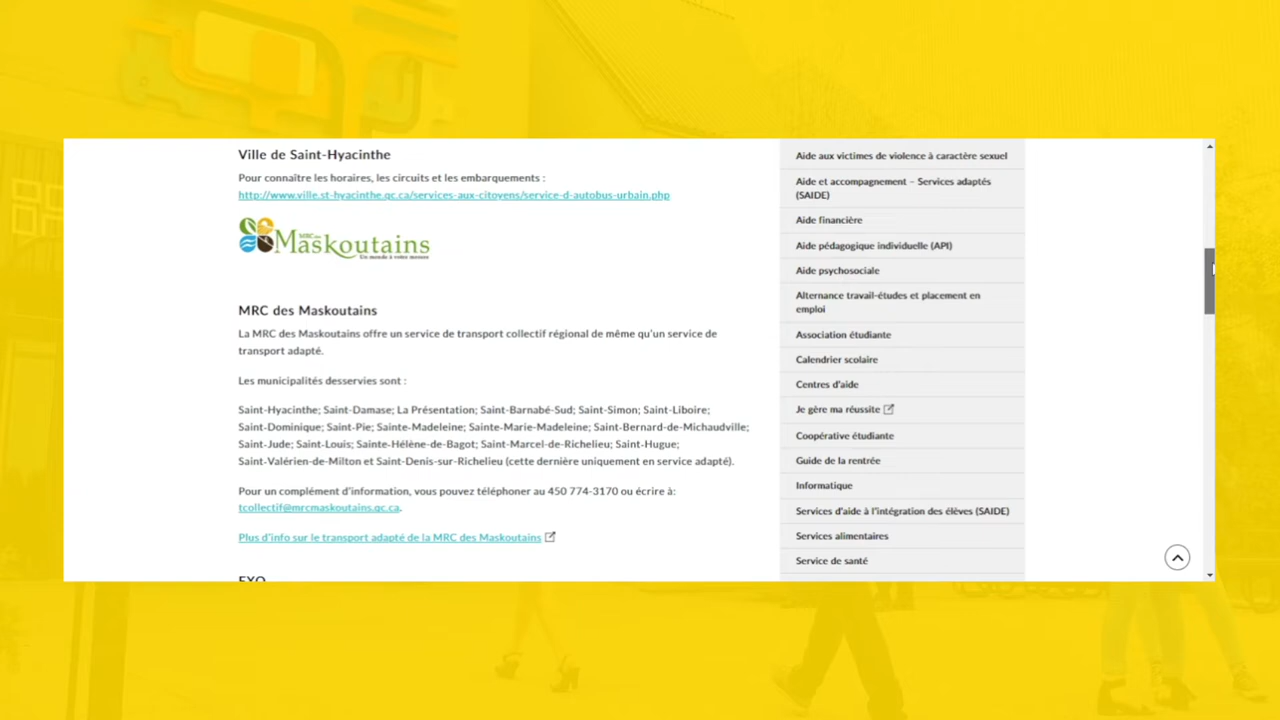 Ville de Saint-Hyacinthe
Pour connaître les horaires, les circuits et les embarquements :
http://www.ville.st-hyacinthe.qc.ca/services-aux-citoyens/service-d-autobus-urbain.php
MRC des
Maskoutains
Un monde à votre mesure
MRC des Maskoutains
La MRC des Maskoutains offre un service de transport collectif régional de même qu'un service de
transport adapté.
Les municipalités desservies sont :
Saint-Hyacinthe; Saint-Damase; La Présentation; Saint-Barnabé-Sud; Saint-Simon; Saint-Liboire;
Saint-Dominique; Saint-Pie; Sainte-Madeleine; Sainte-Marie-Madeleine; Saint-Bernard-de-Michaudville;
Saint-Jude; Saint-Louis; Sainte-Hélène-de-Bagot; Saint-Marcel-de-Richelieu; Saint-Hugue;
Saint-Valérien-de-Milton et Saint-Denis-sur-Richelieu (cette dernière uniquement en service adapté).
Pour un complément d'information, vous pouvez téléphoner au 450 774-3170 ou écrire à:
tcollectif@mrcmaskoutains.qc.ca.
Plus d'info sur le transport adapté de la MRC des Maskoutains
EXO
Aide aux victimes de violence à caractère sexuel
Aide et accompagnement – Services adaptés
(SAIDE)
Aide financière
Aide pédagogique individuelle (API)
Aide psychosociale
Alternance travail-études et placement en
emploi
Association étudiante
Calendrier scolaire
Centres d'aide
Je gère ma réussite
Coopérative étudiante
Guide de la rentrée
Informatique
Services d'aide à l'intégration des élèves (SAIDE)
Services alimentaires
Service de santé